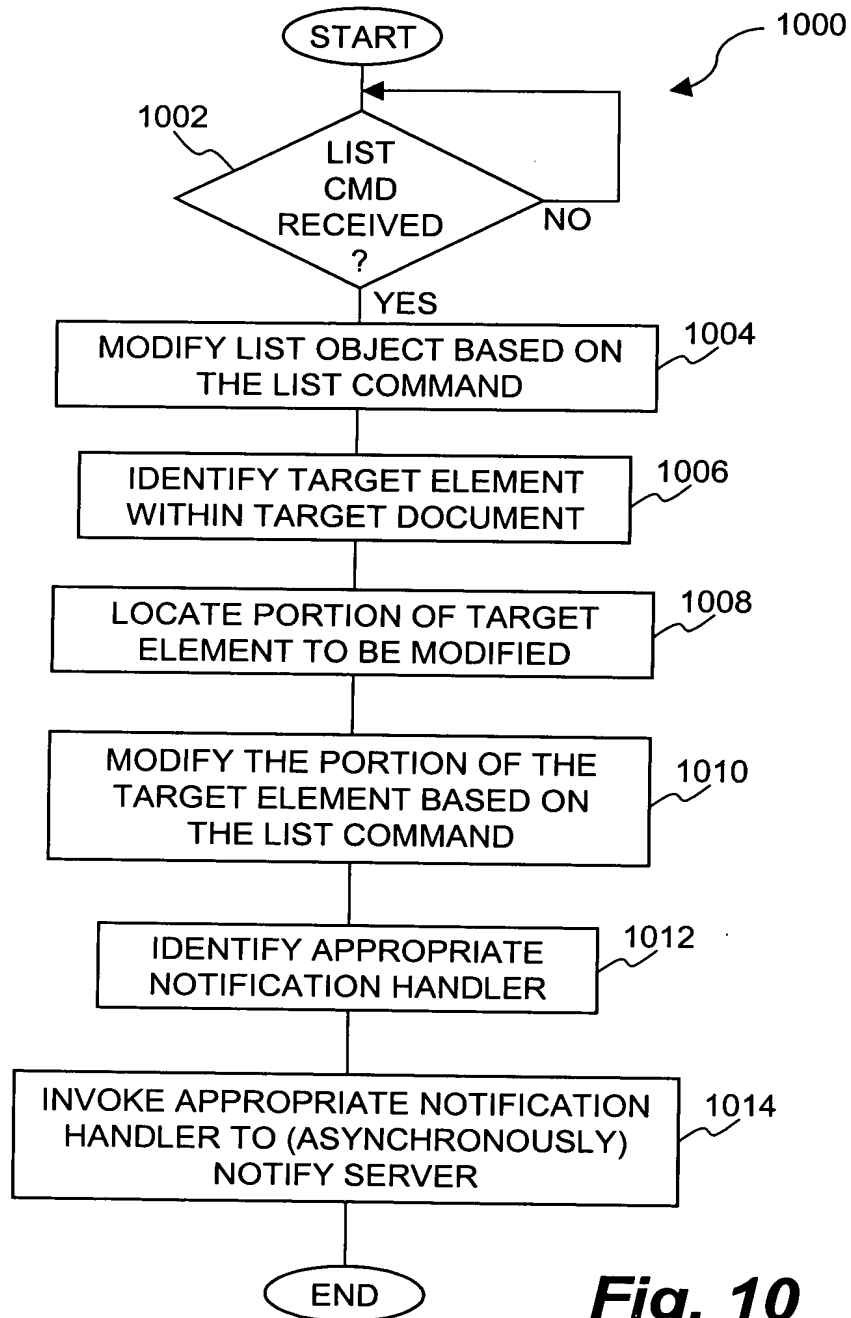 START
1000
1002
LIST
CMD
RECEIVED
?
NO
YES
MODIFY LIST OBJECT BASED ON
THE LIST COMMAND
1004
IDENTIFY TARGET ELEMENT
WITHIN TARGET DOCUMENT
1006
LOCATE PORTION OF TARGET
ELEMENT TO BE MODIFIED
1008
MODIFY THE PORTION OF THE
TARGET ELEMENT BASED ON
THE LIST COMMAND
1010
IDENTIFY APPROPRIATE
NOTIFICATION HANDLER
1012
INVOKE APPROPRIATE NOTIFICATION
HANDLER TO (ASYNCHRONOUSLY)
NOTIFY SERVER
1014
END
Fig. 10